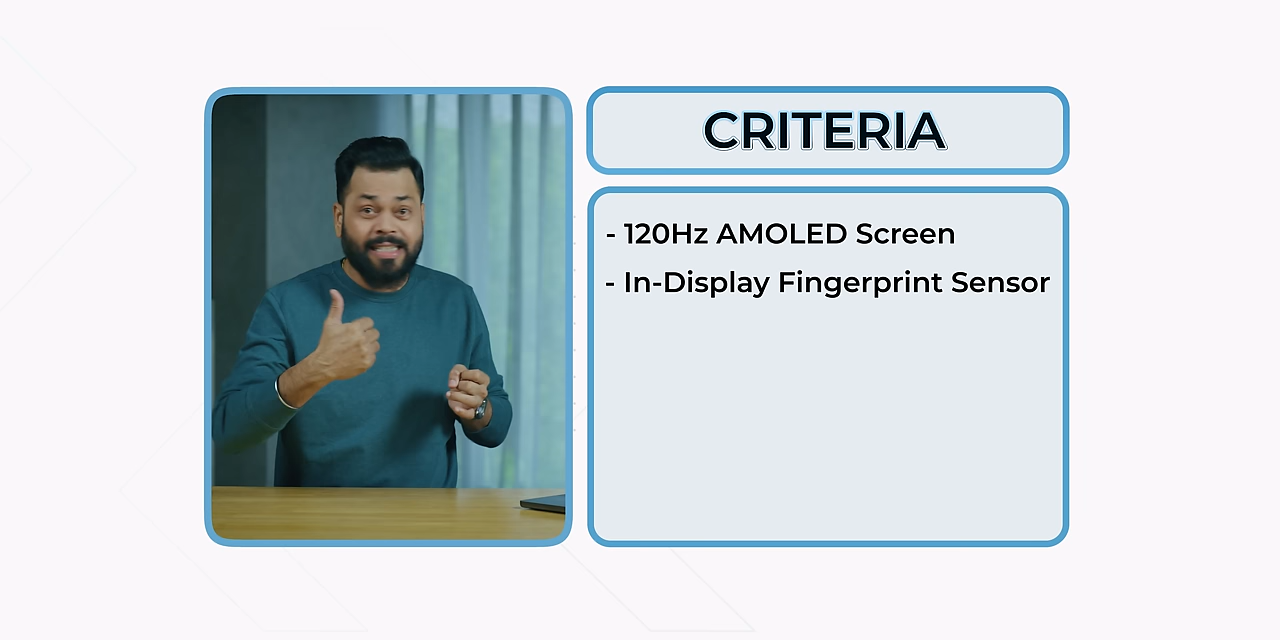 CRITERIA
- 120Hz AMOLED Screen
- In-Display Fingerprint Sensor